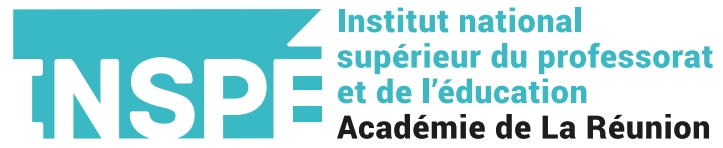 INSPÉ
Institut national
supérieur du professorat
et de l'éducation
Académie de La Réunion